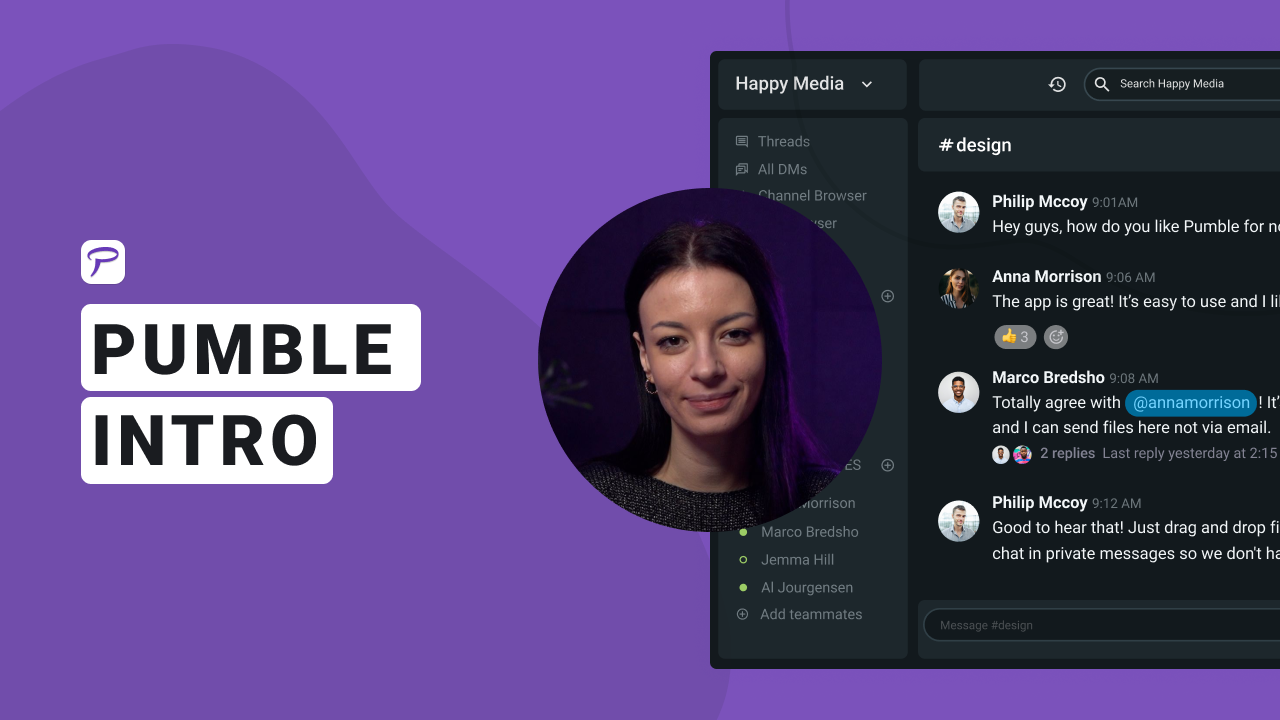 PUMBLE
INTRO
Happy Media
Search Happy Media
Threads
All DMs
Channel Browser
Marco Bredsho
Jemma Hill
Al Jourgensen
Add teammates
# design
Philip Mccoy 9:01AM
Hey guys, how do you like Pumble for
Anna Morrison 9:06 AM
The app is great! It's easy to use and I
👍 3
Marco Bredsho 9:08 AM
Totally agree with @annamorrison ! It'
and I can send files here not via email.
2 replies Last reply yesterday at 2:15
Philip Mccoy 9:12 AM
Good to hear that! Just drag and drop
chat in private messages so we don't
Message #design